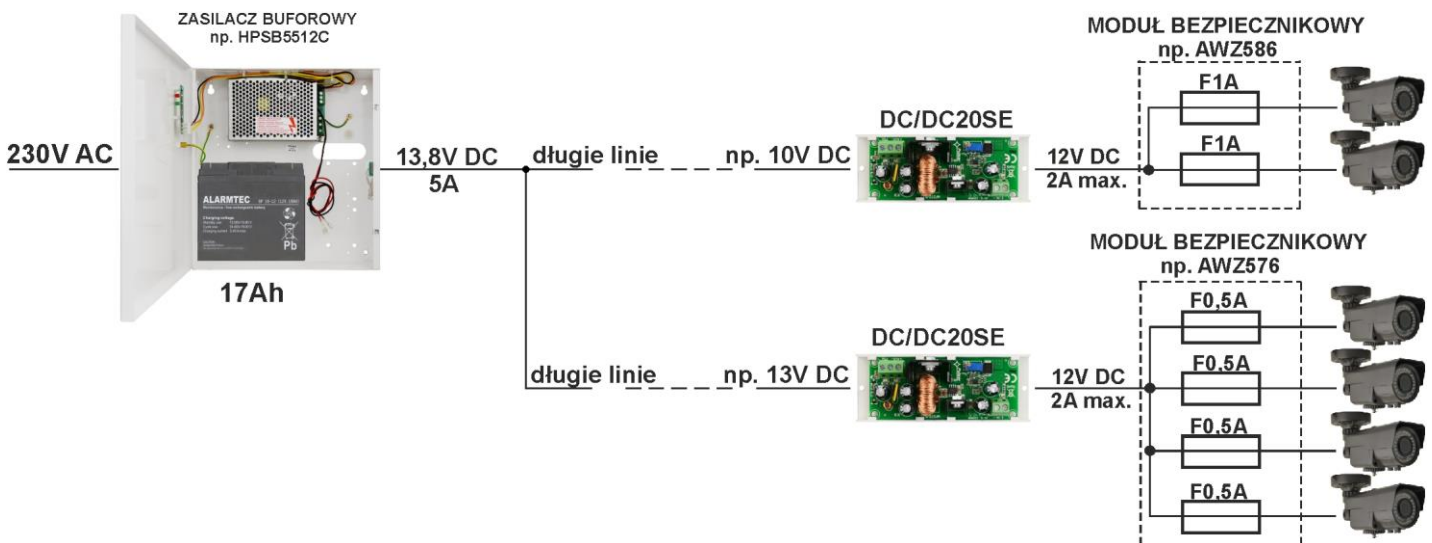 ZASILACZ BUFOROWY
np. HPSB5512C
230V AC
ALARMTEC
Pb
17Ah
13,8V DC
5A
długie linie
np. 10V DC
DC/DC20SE
12V DC
2A max.
MODUŁ BEZPIECZNIKOWY
np. AWZ586
F1A
F1A
długie linie
np. 13V DC
DC/DC20SE
12V DC
2A max.
MODUŁ BEZPIECZNIKOWY
np. AWZ576
F0,5A
F0,5A
F0,5A
F0,5A